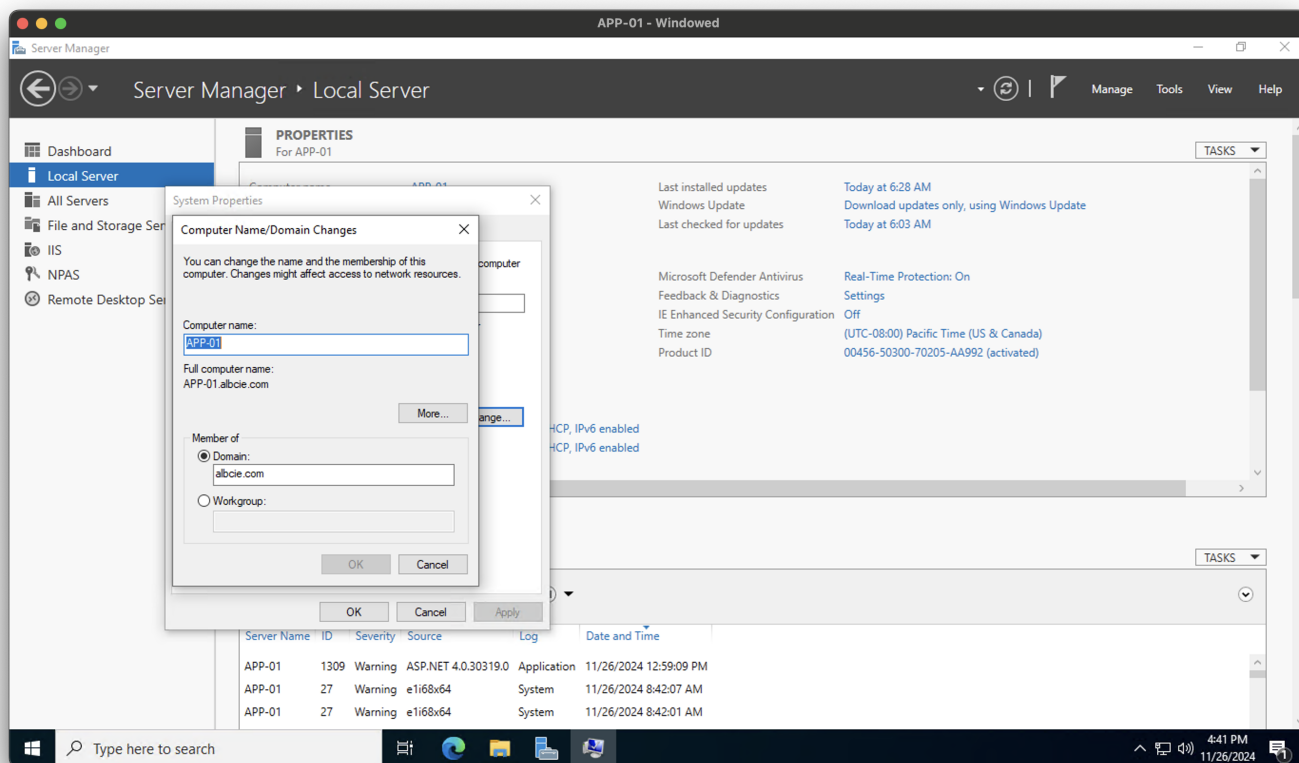 APP-01 - Windowed
Server Manager
Server Manager Local Server
Manage Tools View Help
Dashboard
Local Server
All Servers
File and Storage Ser
IIS
NPAS
Remote Desktop Ser
PROPERTIES
For APP-01
TASKS
Computer name APP-01
Last installed updates Today at 6:28 AM
Windows Update Download updates only, using Windows Update
Last checked for updates Today at 6:03 AM
Microsoft Defender Antivirus Real-Time Protection: On
Feedback & Diagnostics Settings
IE Enhanced Security Configuration Off
Time zone (UTC-08:00) Pacific Time (US & Canada)
Product ID 00456-50300-70205-AA992 (activated)
HCP, IPv6 enabled
HCP, IPv6 enabled
System Properties
computer
ange...
OK Cancel Apply
Computer Name/Domain Changes
You can change the name and the membership of this
computer. Changes might affect access to network resources.
Computer name:
APP-01
Full computer name:
APP-01.albcie.com
More...
Member of
Domain:
albcie.com
Workgroup:
OK Cancel
TASKS
Server Name ID Severity Source Log Date and Time
APP-01 1309 Warning ASP.NET 4.0.30319.0 Application 11/26/2024 12:59:09 PM
APP-01 27 Warning e1i68x64 System 11/26/2024 8:42:07 AM
APP-01 27 Warning e1i68x64 System 11/26/2024 8:42:01 AM
Type here to search
4:41 PM
11/26/2024
1